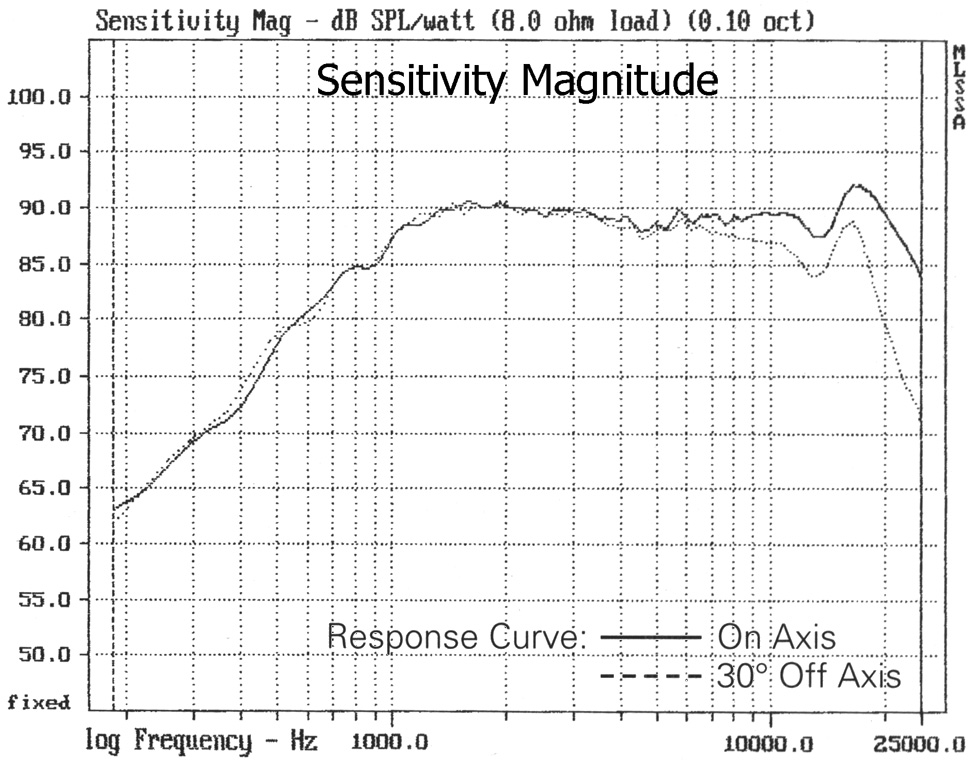 Sensitivity Mag - dB SPL/watt (8.0 ohm load) (0.10 oct)
Sensitivity Magnitude
MLSSA
100.0
95.0
90.0
85.0
80.0
75.0
70.0
65.0
60.0
55.0
50.0
fixed
Response Curve: On Axis
30° Off Axis
log Frequency - Hz 1000.0 10000.0 25000.0